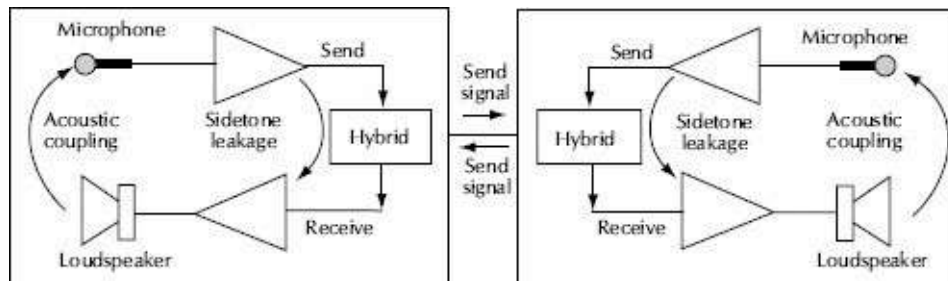 Microphone
Send
Acoustic
coupling
Sidetone
leakage
Hybrid
Receive
Loudspeaker
Send
signal
Send
signal
Microphone
Send
Hybrid
Sidetone
leakage
Acoustic
coupling
Receive
Loudspeaker